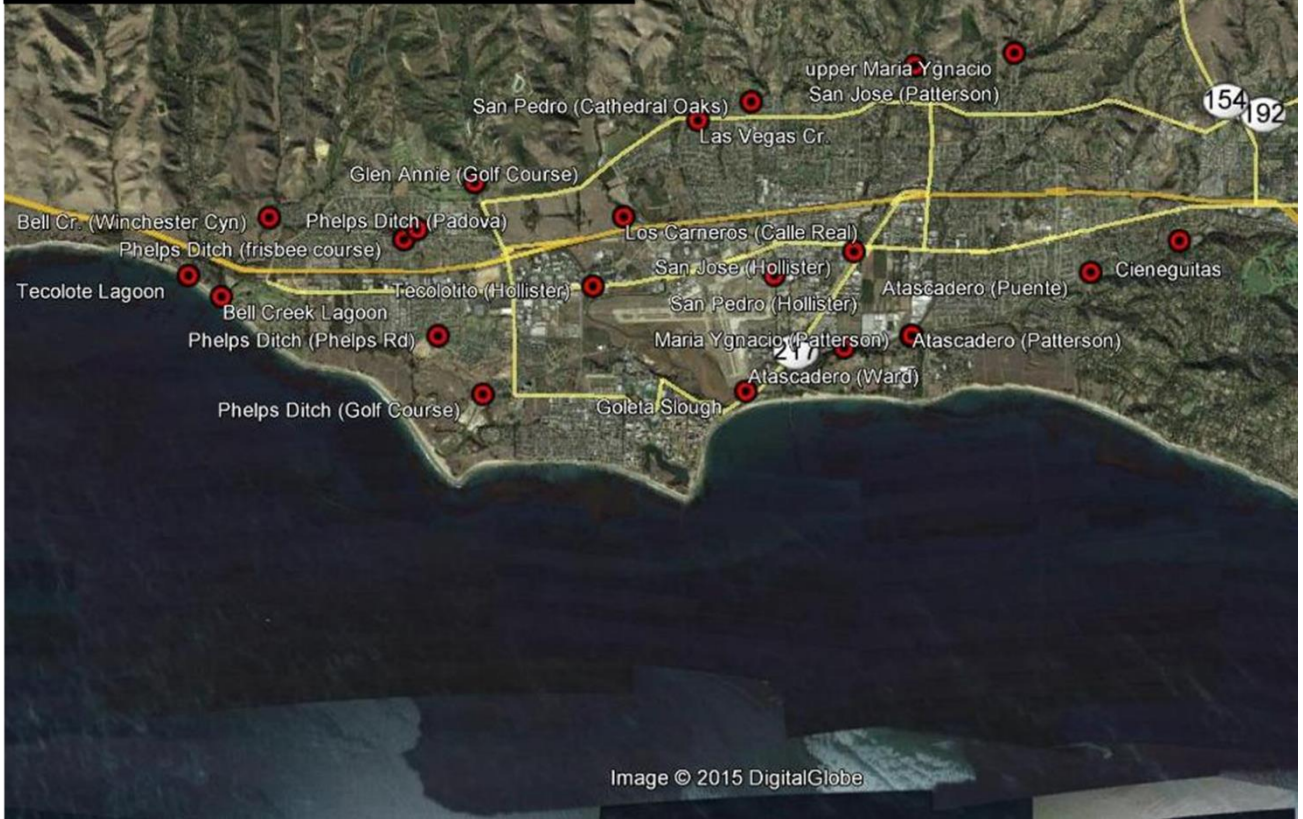 upper Maria Ygnacio
154
192
San Jose (Patterson)
San Pedro (Cathedral Oaks)
Las Vegas Cr.
Glen Annie (Golf Course)
Bell Cr. (Winchester Cyn)
Phelps Ditch (Padova)
Los Carneros (Calle Real)
Phelps Ditch (frisbee course)
San Jose (Hollister)
Cieneguitas
Tecolote Lagoon
Tecolotito (Hollister)
Atascadero (Puente)
San Pedro (Hollister)
Bell Creek Lagoon
Phelps Ditch (Phelps Rd)
Maria Ygnacio (Patterson)
Atascadero (Patterson)
217
Atascadero (Ward)
Phelps Ditch (Golf Course)
Goleta Slough
Image © 2015 DigitalGlobe